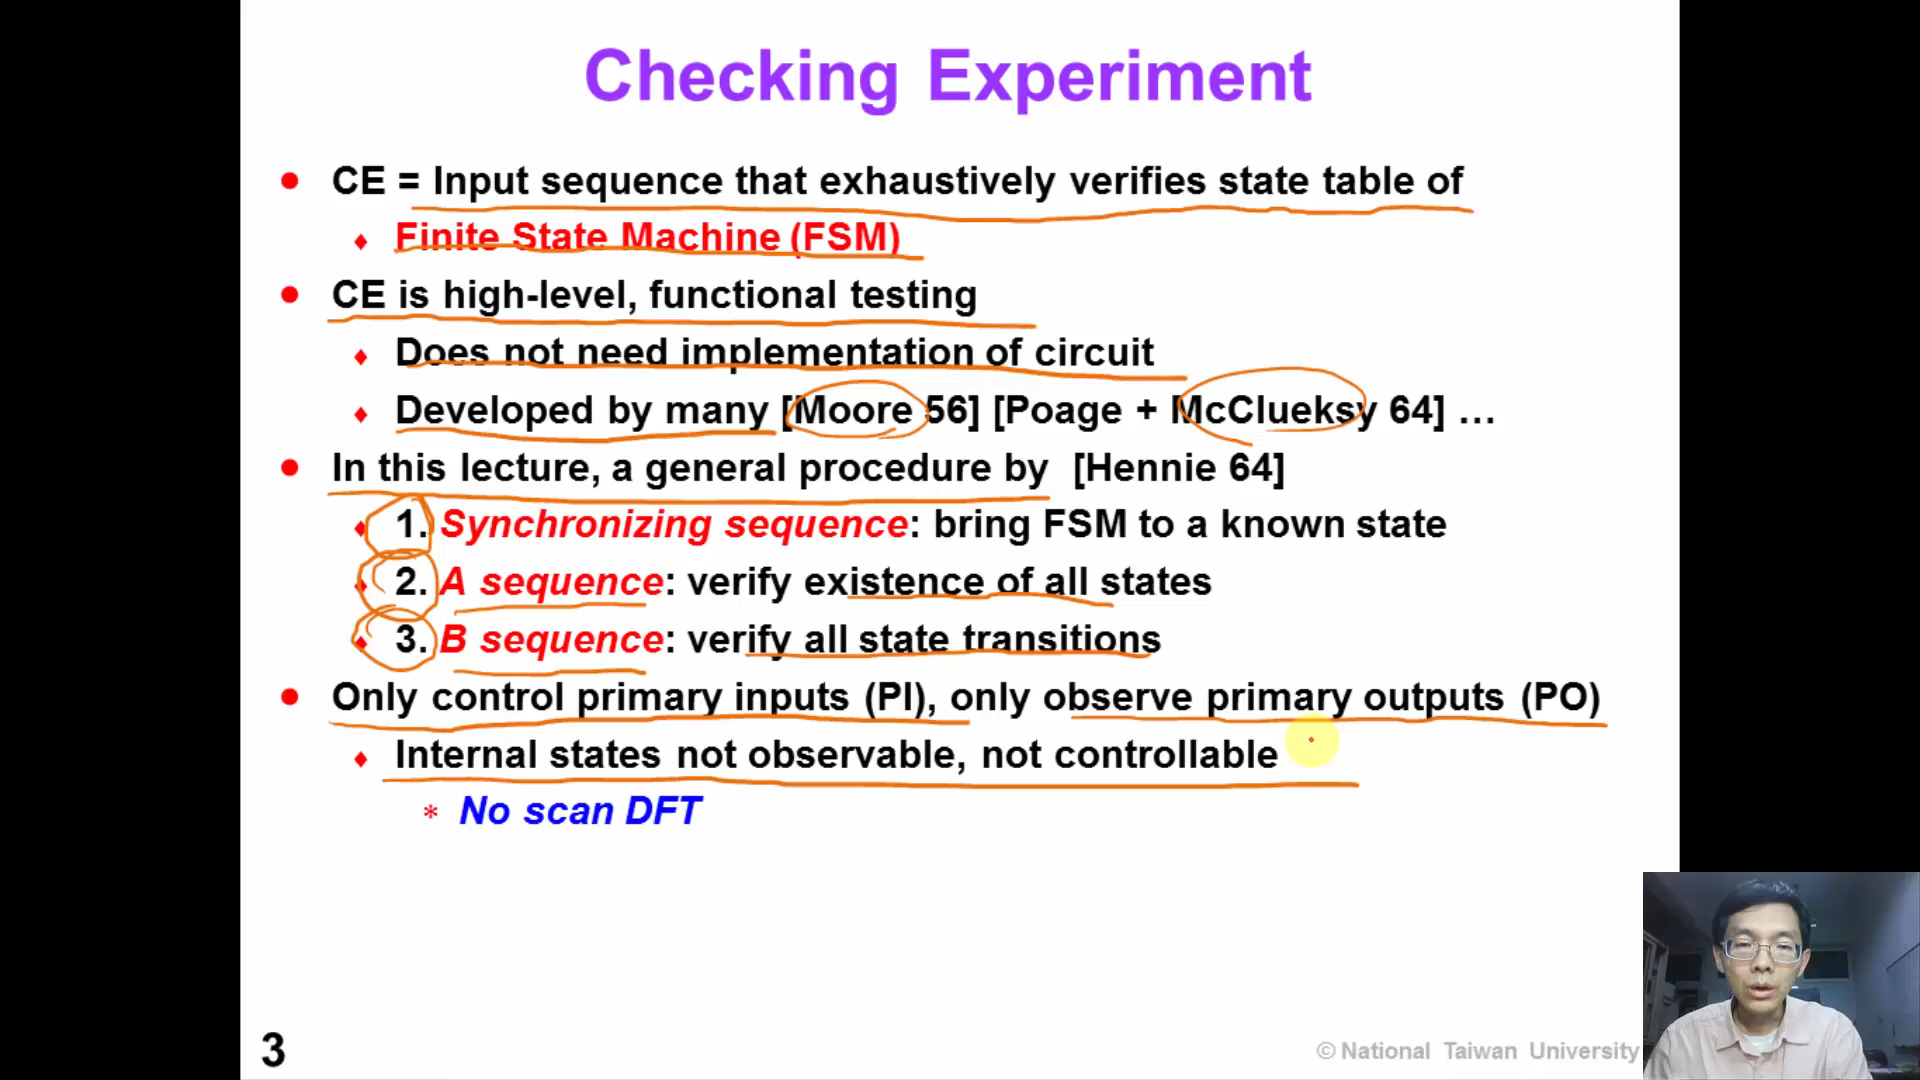 Checking Experiment
• CE = Input sequence that exhaustively verifies state table of
♦ Finite State Machine (FSM)
• CE is high-level, functional testing
♦ Does not need implementation of circuit
♦ Developed by many [Moore 56] [Poage + McClueksy 64] …
• In this lecture, a general procedure by [Hennie 64]
♦ 1. Synchronizing sequence: bring FSM to a known state
♦ 2. A sequence: verify existence of all states
♦ 3. B sequence: verify all state transitions
• Only control primary inputs (PI), only observe primary outputs (PO)
♦ Internal states not observable, not controllable
* No scan DFT
3
© National Taiwan University